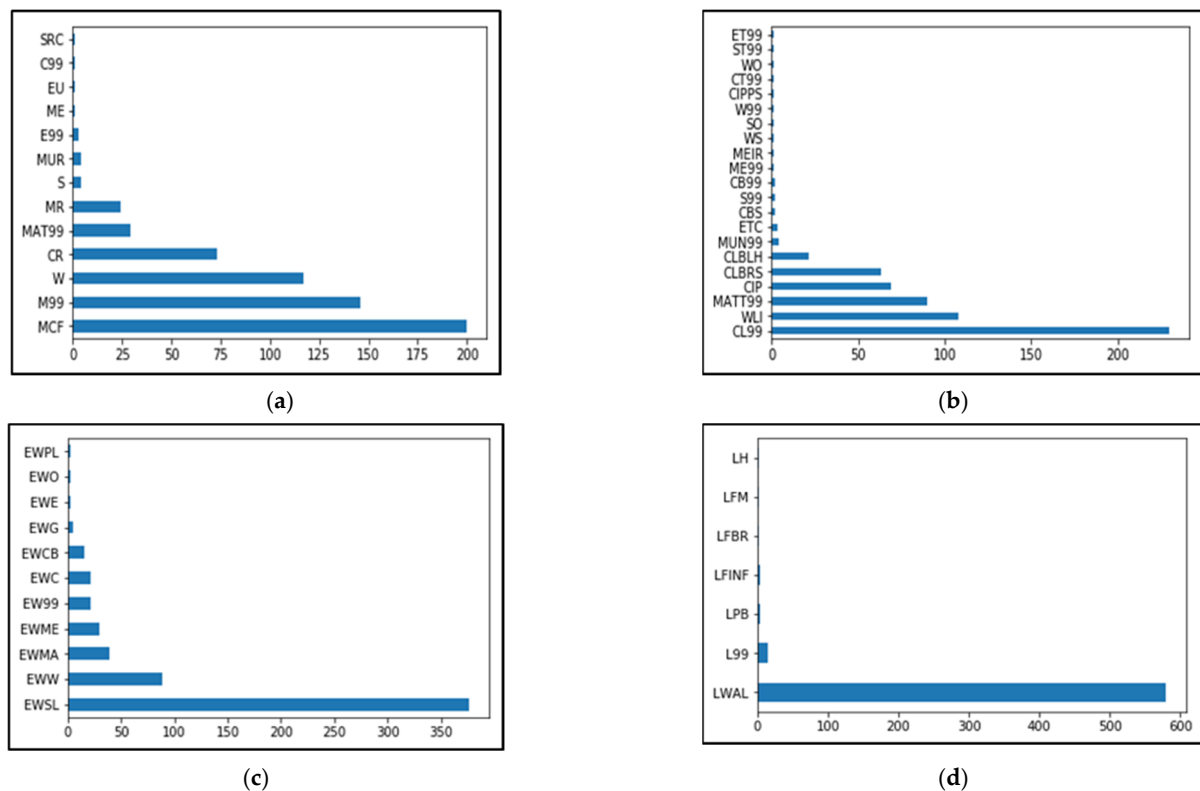 SRC
C99
EU
ME
E99
MUR
S
MR
MAT99
CR
W
M99
MCF
0 25 50 75 100 125 150 175 200
(a)
ET99
ST99
WO
CT99
CIPPS
W99
SO
WS
MEIR
ME99
CB99
S99
CBS
ETC
MUN99
CLBLH
CLBRS
CIP
MATT99
WLI
CL99
0 50 100 150 200
(b)
EWPL
EWO
EWE
EWG
EWCB
EWC
EW99
EWME
EWMA
EWW
EWSL
0 50 100 150 200 250 300 350
(c)
LH
LFM
LFBR
LFINF
LPB
L99
LWAL
0 100 200 300 400 500 600
(d)